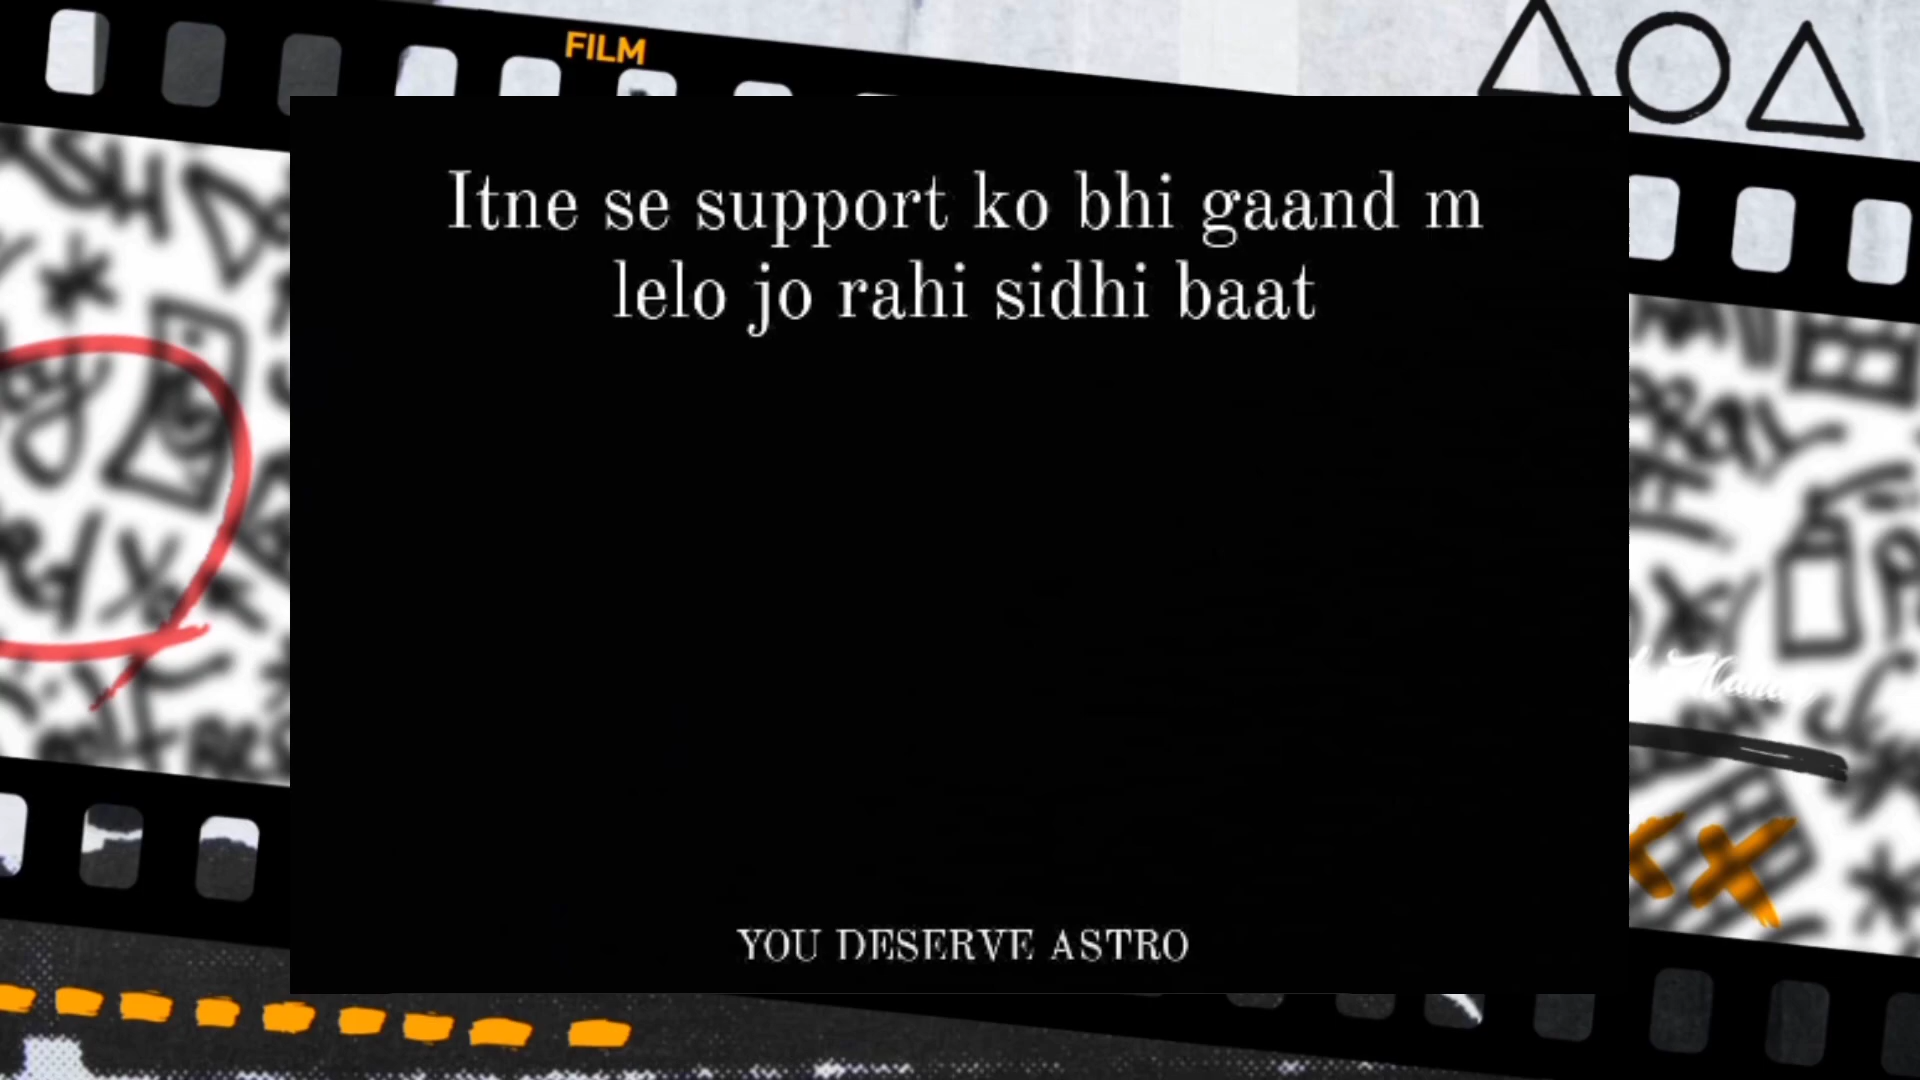 FILM
Itne se support ko bhi gaand m
lelo jo rahi sidhi baat
YOU DESERVE ASTRO